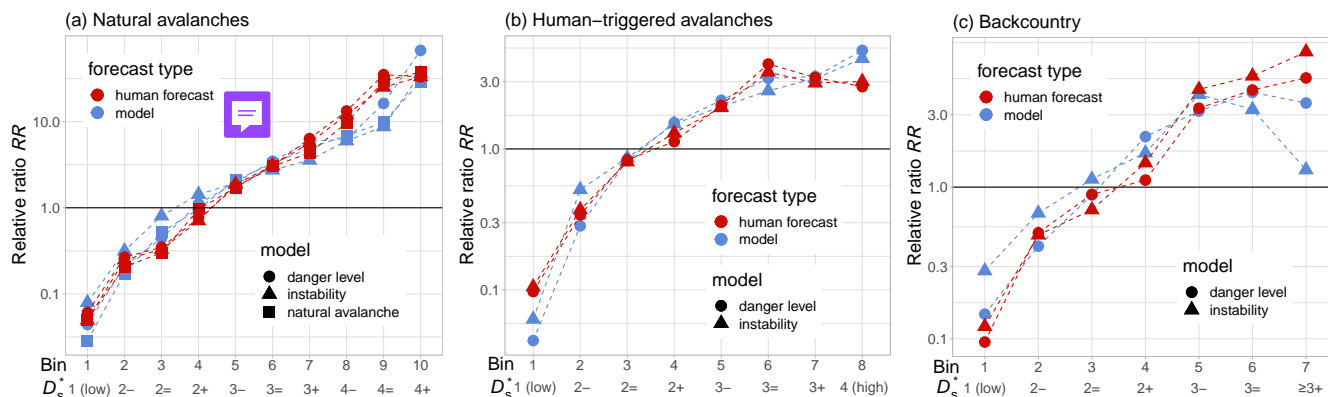 (a) Natural avalanches
Relative ratio RR
10.0
1.0
0.1
forecast type
human forecast
model
model
danger level
instability
natural avalanche
Bin 1 2 3 4 5 6 7 8 9 10
D*s 1 (low) 2− 2= 2+ 3− 3= 3+ 4− 4= 4+
(b) Human−triggered avalanches
Relative ratio RR
3.0
1.0
0.3
0.1
forecast type
human forecast
model
model
danger level
instability
Bin 1 2 3 4 5 6 7 8
D*s 1 (low) 2− 2= 2+ 3− 3= 3+ 4 (high)
(c) Backcountry
Relative ratio RR
3.0
1.0
0.3
0.1
forecast type
human forecast
model
model
danger level
instability
Bin 1 2 3 4 5 6 7
D*s 1 (low) 2− 2= 2+ 3− 3= ≥3+